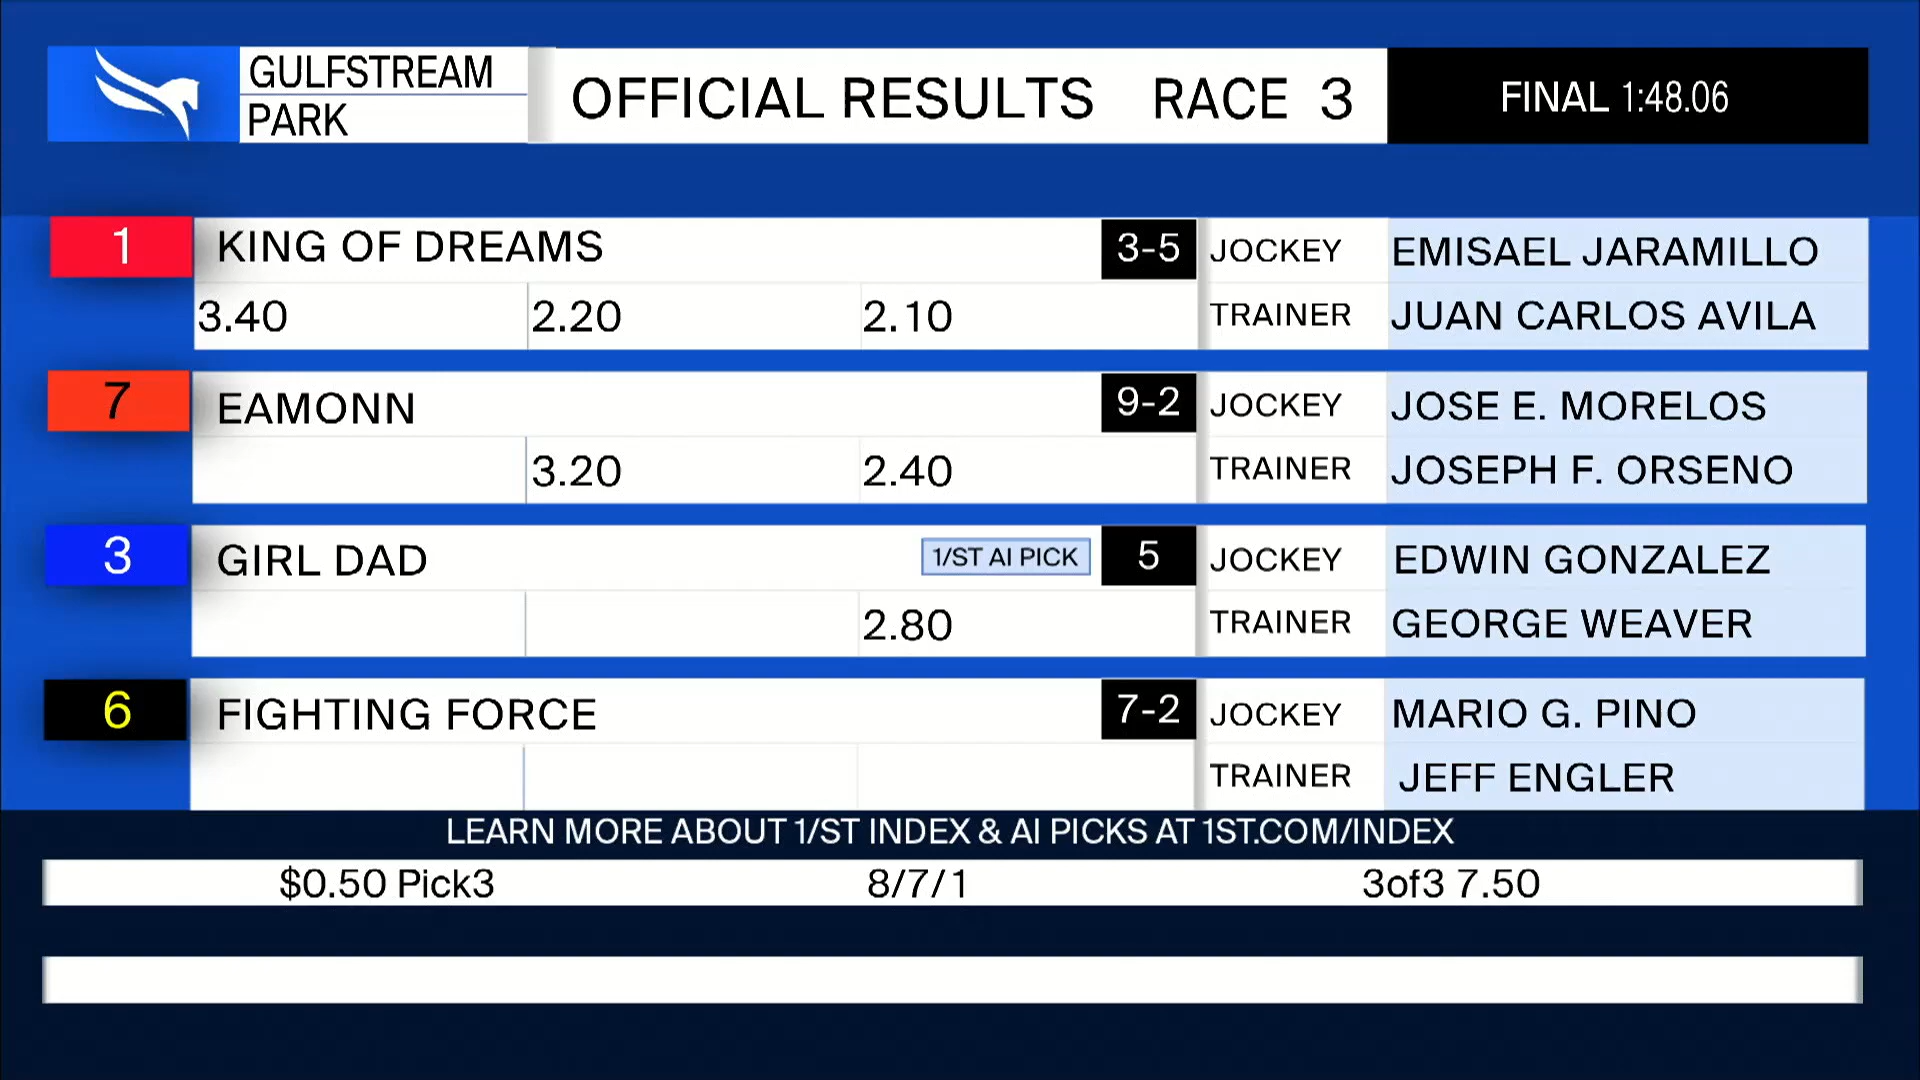 GULFSTREAM
PARK
OFFICIAL RESULTS RACE 3
FINAL 1:48.06
1 KING OF DREAMS 3-5 JOCKEY EMISAEL JARAMILLO
3.40 2.20 2.10 TRAINER JUAN CARLOS AVILA
7 EAMONN 9-2 JOCKEY JOSE E. MORELOS
3.20 2.40 TRAINER JOSEPH F. ORSENO
3 GIRL DAD 1/ST AI PICK 5 JOCKEY EDWIN GONZALEZ
2.80 TRAINER GEORGE WEAVER
6 FIGHTING FORCE 7-2 JOCKEY MARIO G. PINO
TRAINER JEFF ENGLER
LEARN MORE ABOUT 1/ST INDEX & AI PICKS AT 1ST.COM/INDEX
$0.50 Pick3 8/7/1 3of3 7.50